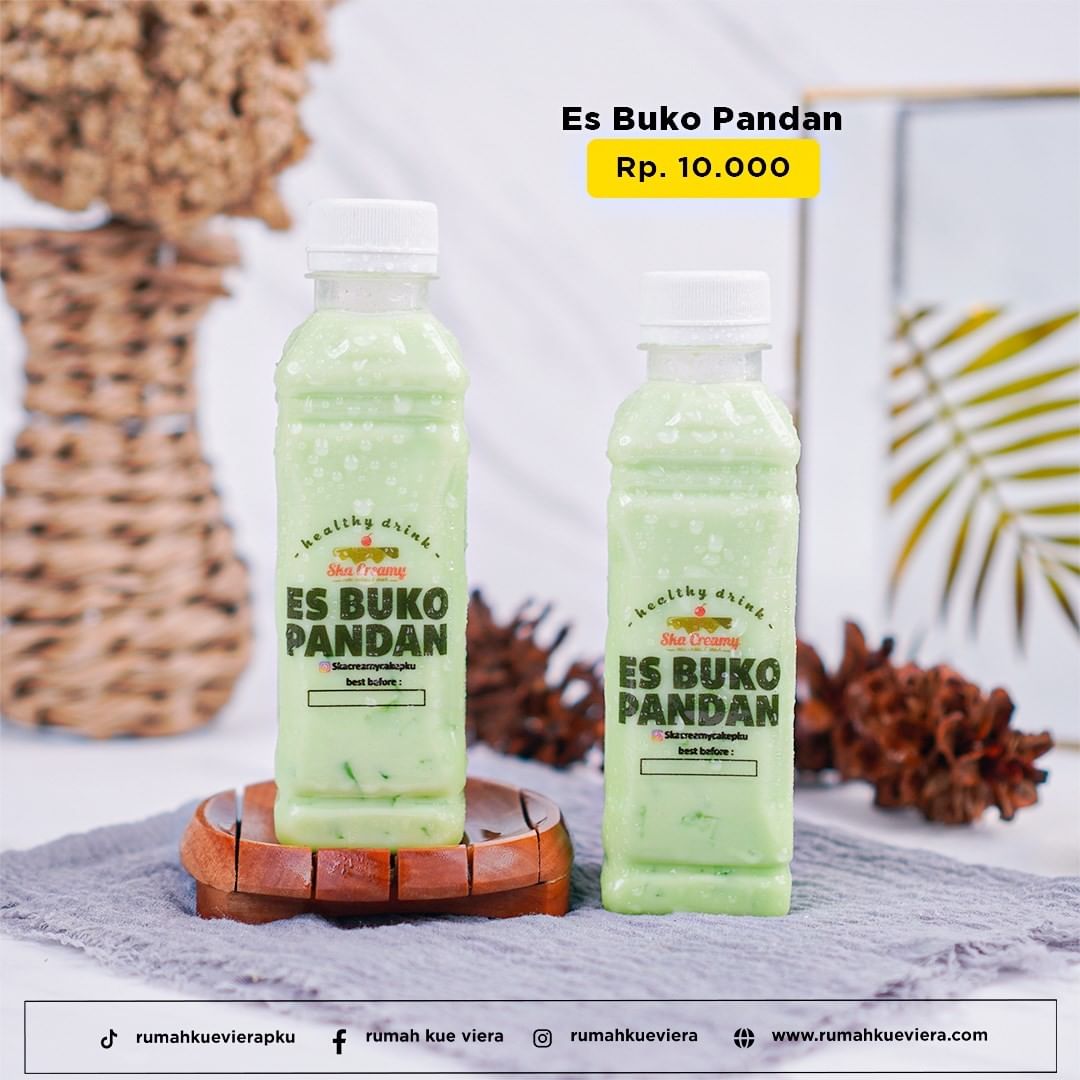 Es Buko Pandan
Rp. 10.000
- healthy drink -
Ska Creamy
ES BUKO
PANDAN
Skacreamycakepku
best before :
- healthy drink -
Ska Creamy
ES BUKO
PANDAN
Skacreamycakepku
best before :
rumahkuevierapku
rumah kue viera
rumahkueviera
www.rumahkueviera.com